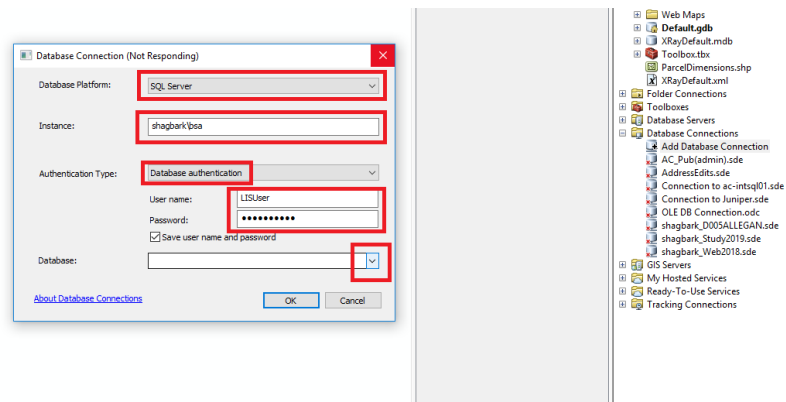 Database Connection (Not Responding)
Database Platform:
SQL Server
Instance:
shagbark\bsa
Authentication Type:
Database authentication
User name:
LISUser
Password:
••••••••••
Save user name and password
Database:
About Database Connections
OK
Cancel
Web Maps
Default.gdb
XRayDefault.mdb
Toolbox.tbx
ParcelDimensions.shp
XRayDefault.xml
Folder Connections
Toolboxes
Database Servers
Database Connections
Add Database Connection
AC_Pub(admin).sde
AddressEdits.sde
Connection to ac-intsql01.sde
Connection to Juniper.sde
OLE DB Connection.odc
shagbark_D005ALLEGAN.sde
shagbark_Study2019.sde
shagbark_Web2018.sde
GIS Servers
My Hosted Services
Ready-To-Use Services
Tracking Connections